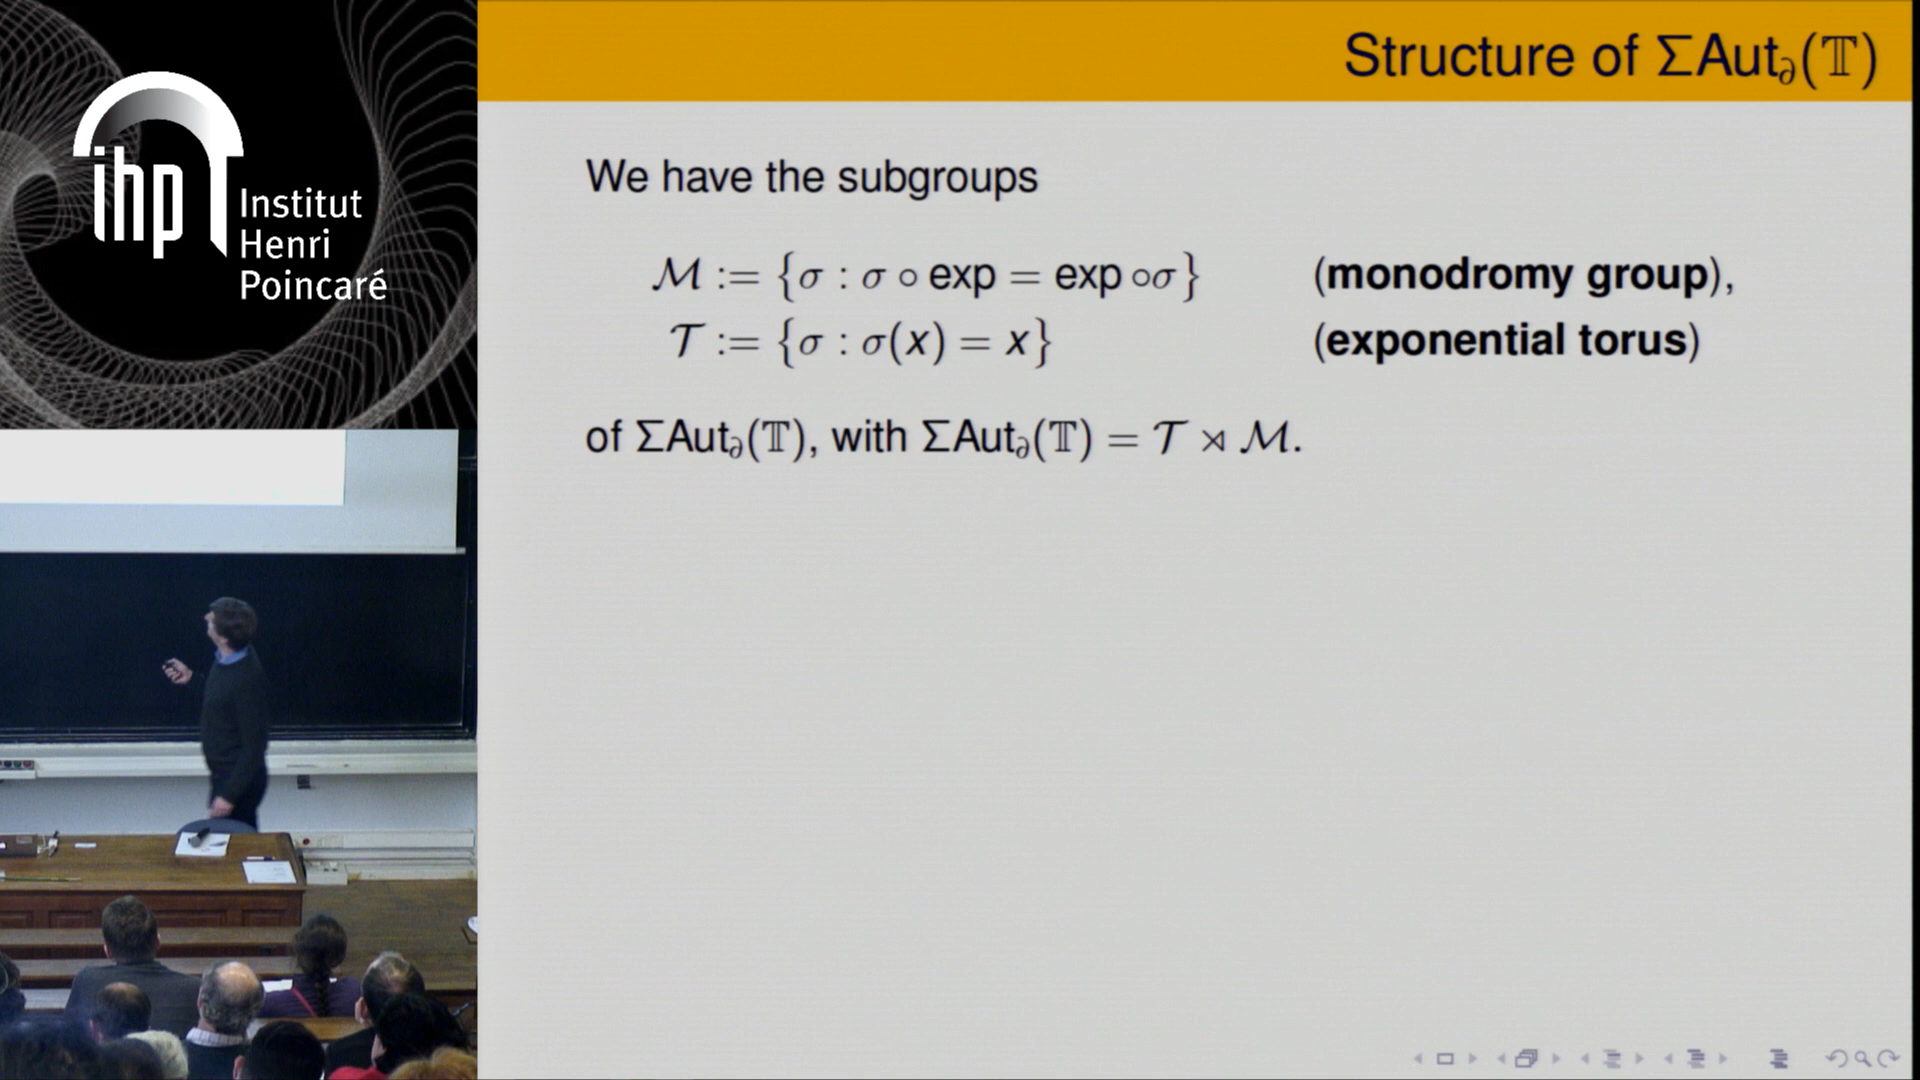 ihp
Institut
Henri
Poincaré
Structure of ΣAut∂(𝕋)
We have the subgroups
ℳ := {σ : σ ∘ exp = exp ∘σ} (monodromy group),
𝒯 := {σ : σ(x) = x} (exponential torus)
of ΣAut∂(𝕋), with ΣAut∂(𝕋) = 𝒯 ⋊ ℳ.